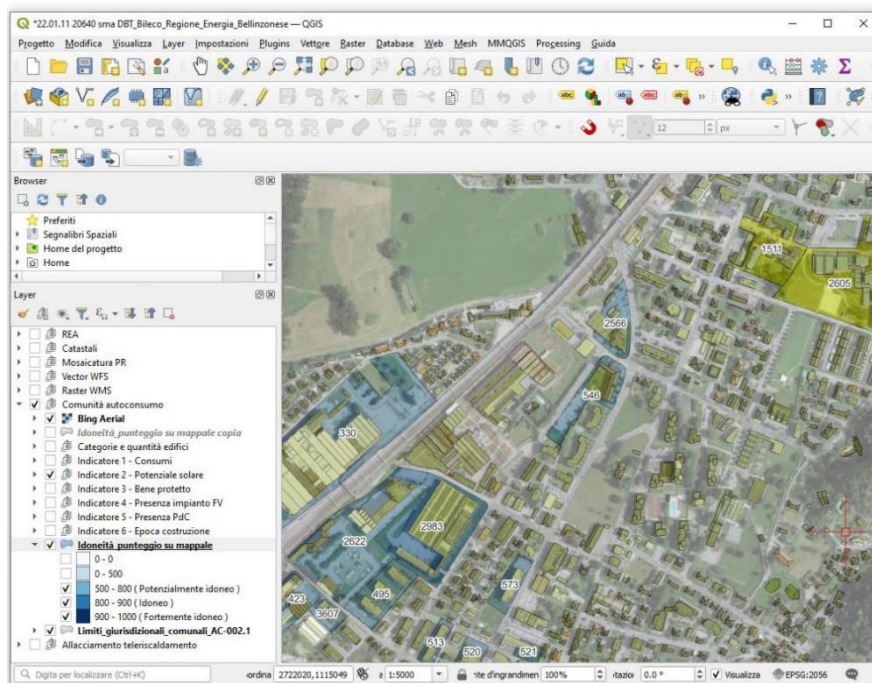 *22.01.11 20640 sma DBT_Bileco_Regione_Energia_Bellinzonese — QGIS
Progetto Modifica Visualizza Layer Impostazioni Plugins Vettore Raster Database Web Mesh MMQGIS Processing Guida
12 px
Browser
Preferiti
Segnalibri Spaziali
Home del progetto
Home
Layer
REA
Catastali
Mosaicatura PR
Vector WFS
Raster WMS
Comunità autoconsumo
Bing Aerial
Idoneità_punteggio su mappale copia
Categorie e quantità edifici
Indicatore 1 - Consumi
Indicatore 2 - Potenziale solare
Indicatore 3 - Bene protetto
Indicatore 4 - Presenza impianto FV
Indicatore 5 - Presenza PdC
Indicatore 6 - Epoca costruzione
Idoneità_punteggio su mappale
0 - 0
0 - 500
500 - 800 ( Potenzialmente idoneo )
800 - 900 ( Idoneo )
900 - 1000 ( Fortemente idoneo )
Limiti_giurisdizionali_comunali_AC-002.1
Allacciamento teleriscaldamento
1511
2605
2566
546
330
2983
2622
495
573
423
3607
513
520
521
Digita per localizzare (Ctrl+K)
ordina 2722020,1115049 1:5000 nte d'ingrandimen 100% tazio 0.0 ° Visualizza EPSG:2056